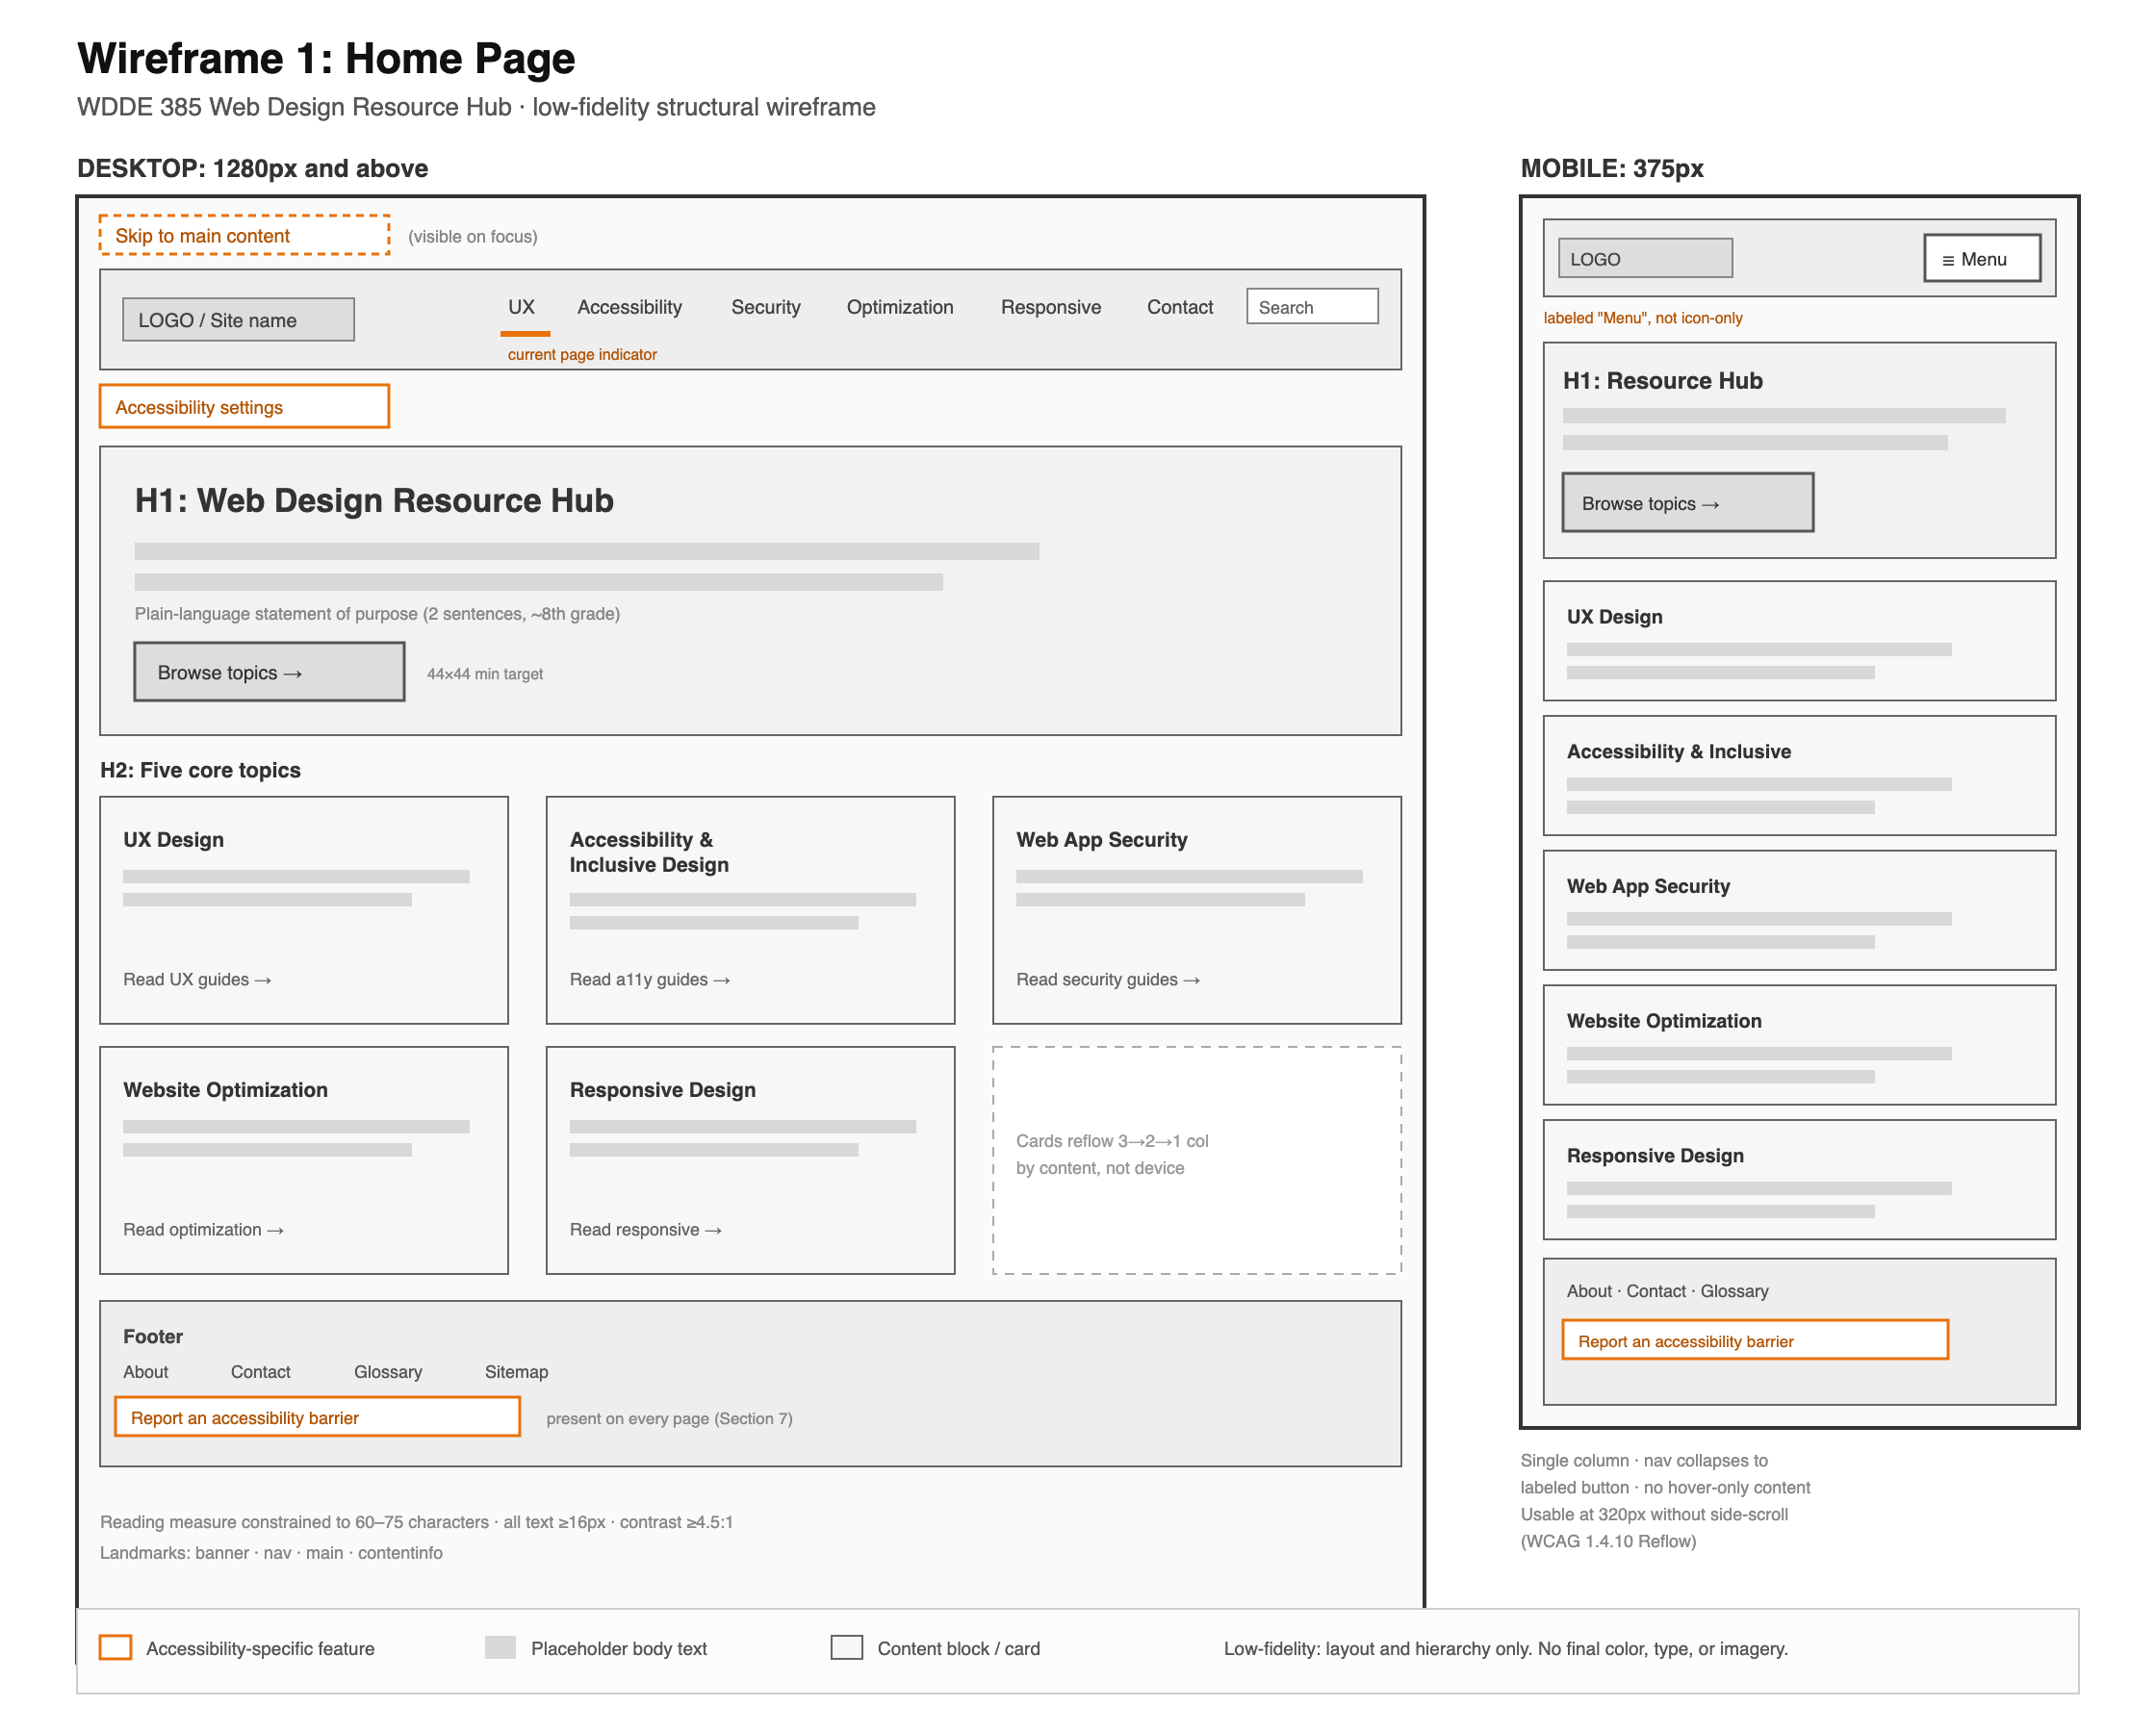 Wireframe 1: Home Page
WDDE 385 Web Design Resource Hub · low-fidelity structural wireframe
DESKTOP: 1280px and above
Skip to main content
(visible on focus)
LOGO / Site name
UX
Accessibility
Security
Optimization
Responsive
Contact
Search
current page indicator
Accessibility settings
H1: Web Design Resource Hub
Plain-language statement of purpose (2 sentences, ~8th grade)
Browse topics →
44×44 min target
H2: Five core topics
UX Design
Read UX guides →
Accessibility &
Inclusive Design
Read a11y guides →
Web App Security
Read security guides →
Website Optimization
Read optimization →
Responsive Design
Read responsive →
Cards reflow 3→2→1 col
by content, not device
Footer
About
Contact
Glossary
Sitemap
Report an accessibility barrier
present on every page (Section 7)
Reading measure constrained to 60–75 characters · all text ≥16px · contrast ≥4.5:1
Landmarks: banner · nav · main · contentinfo
MOBILE: 375px
LOGO
≡ Menu
labeled "Menu", not icon-only
H1: Resource Hub
Browse topics →
UX Design
Accessibility & Inclusive
Web App Security
Website Optimization
Responsive Design
About · Contact · Glossary
Report an accessibility barrier
Single column · nav collapses to
labeled button · no hover-only content
Usable at 320px without side-scroll
(WCAG 1.4.10 Reflow)
Accessibility-specific feature
Placeholder body text
Content block / card
Low-fidelity: layout and hierarchy only. No final color, type, or imagery.